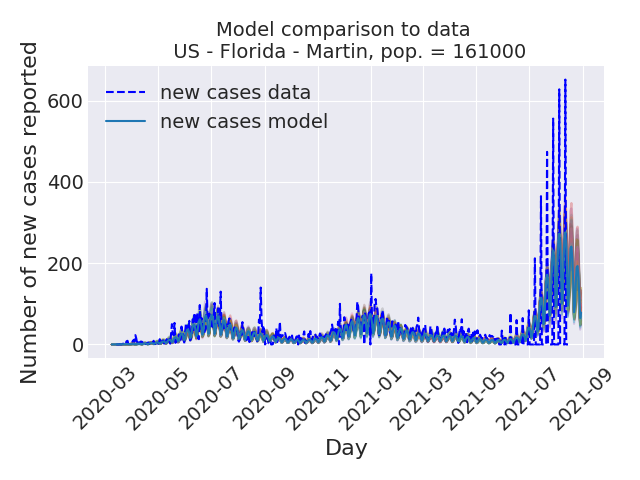 Model comparison to data
US - Florida - Martin, pop. = 161000
Number of new cases reported
600
400
200
0
new cases data
new cases model
2020-03
2020-05
2020-07
2020-09
2020-11
2021-01
2021-03
2021-05
2021-07
2021-09
Day